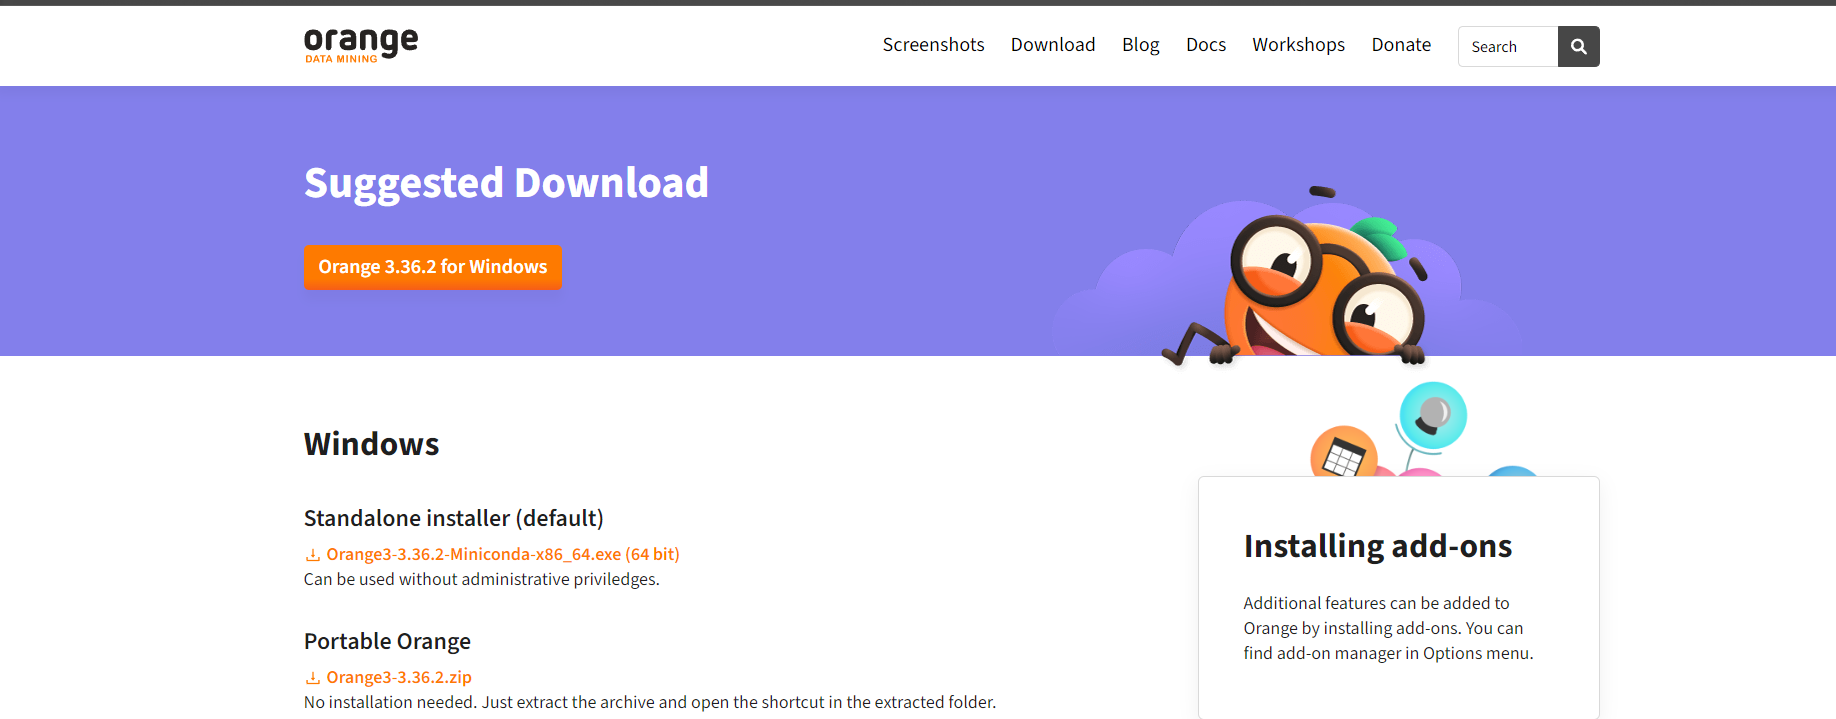 orange
DATA MINING
Screenshots
Download
Blog
Docs
Workshops
Donate
Search
Suggested Download
Orange 3.36.2 for Windows
Windows
Standalone installer (default)
Orange3-3.36.2-Miniconda-x86_64.exe (64 bit)
Can be used without administrative priviledges.
Portable Orange
Orange3-3.36.2.zip
No installation needed. Just extract the archive and open the shortcut in the extracted folder.
Installing add-ons
Additional features can be added to
Orange by installing add-ons. You can
find add-on manager in Options menu.